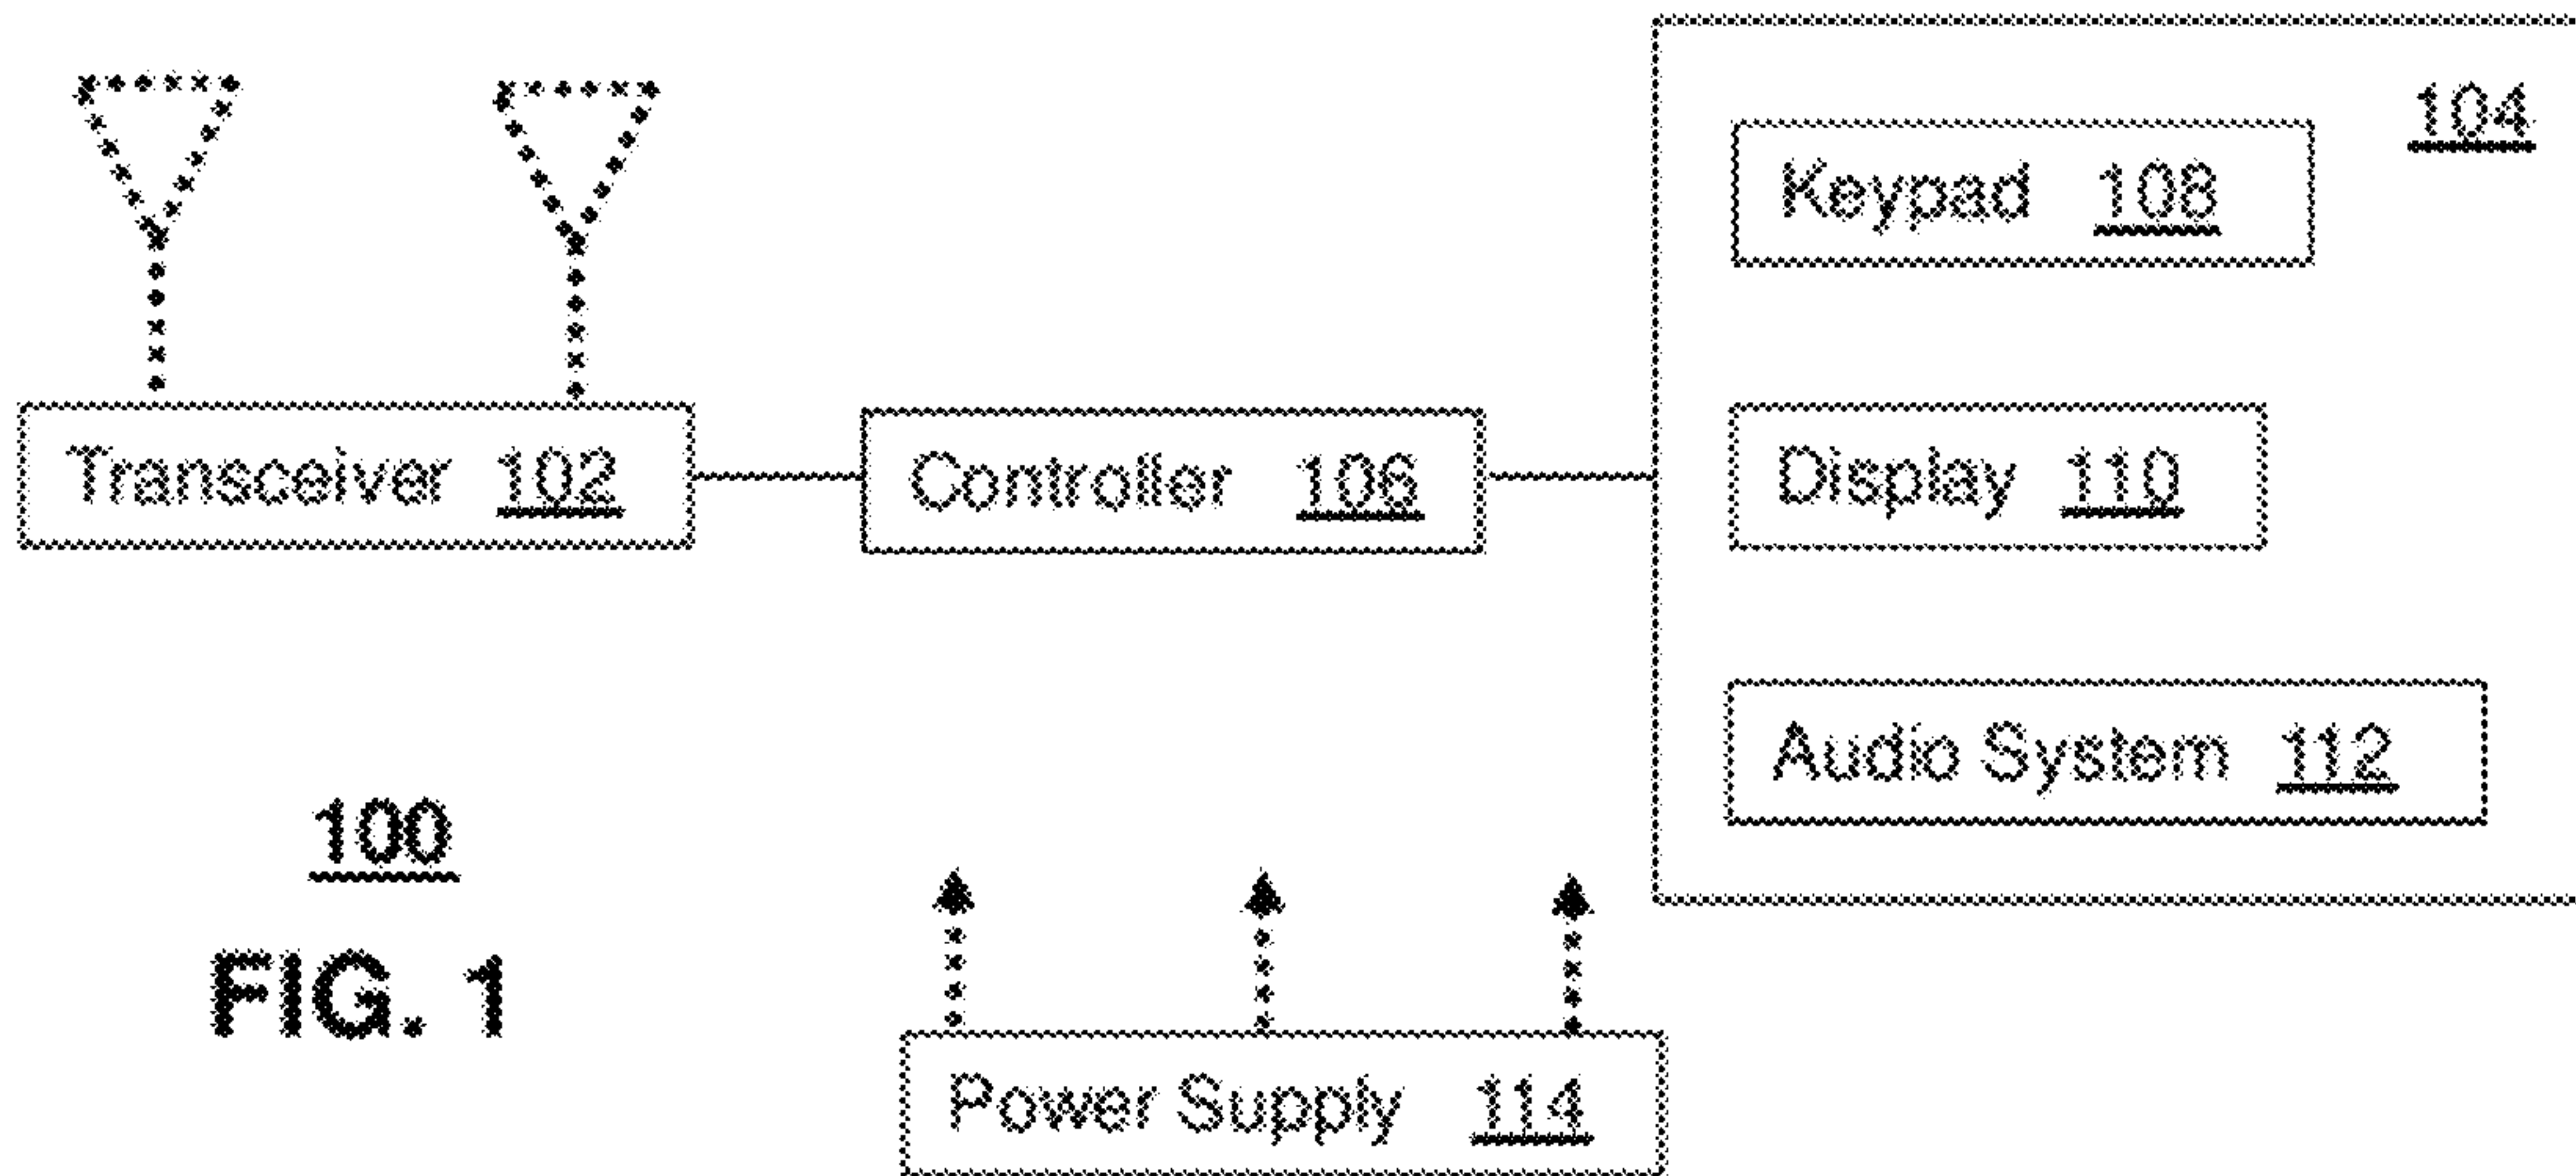 104
Keypad 108
Transceiver 102
Controller 106
Display 110
Audio System 112
100
FIG. 1
Power Supply 114